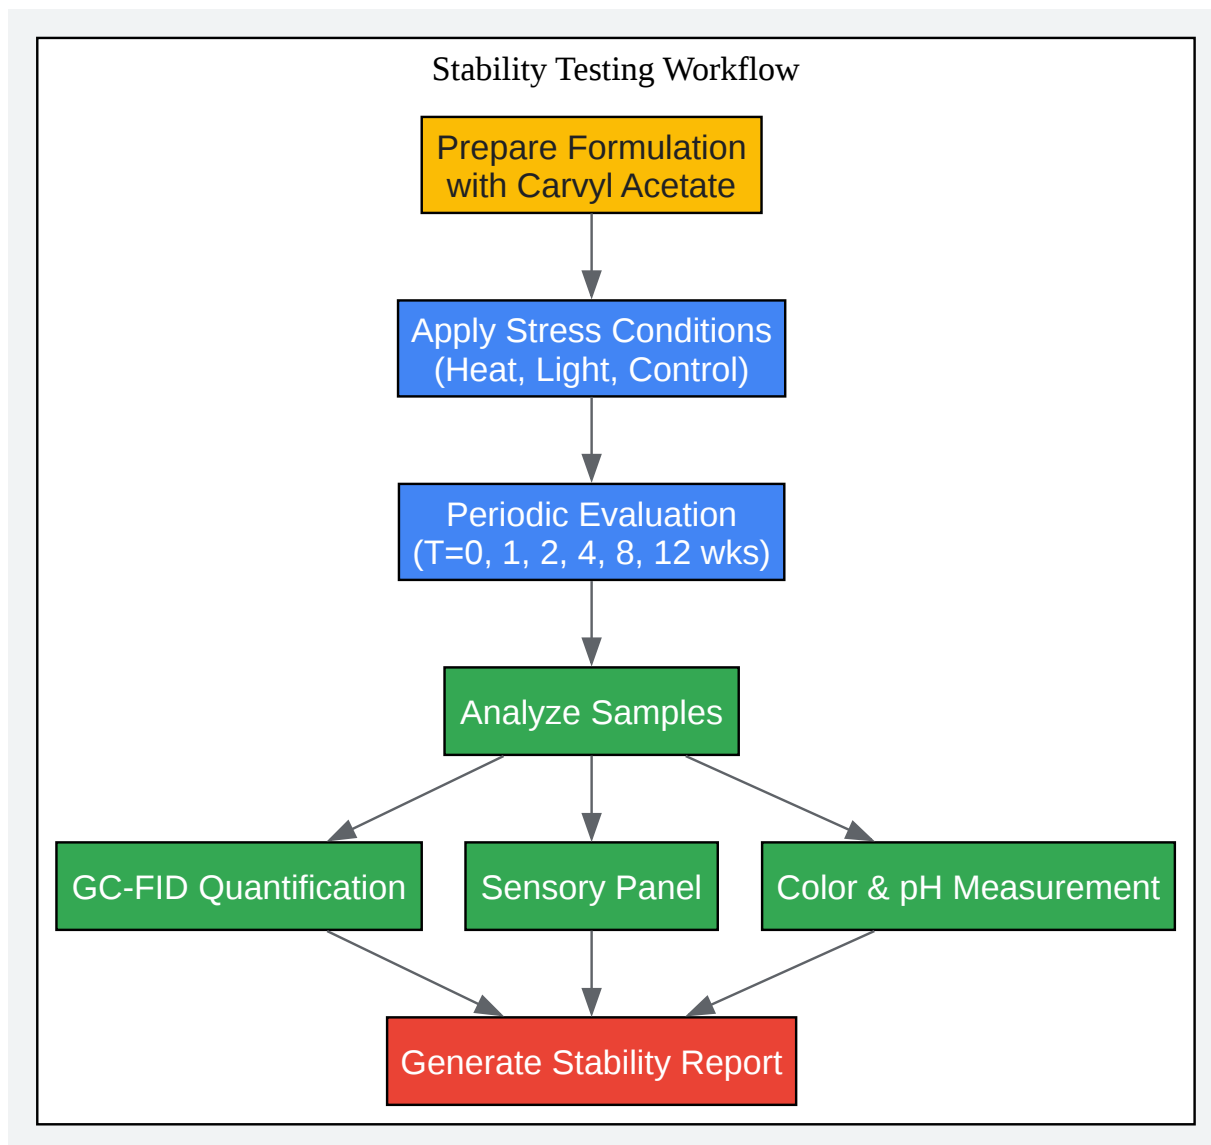 Stability Testing Workflow
Prepare Formulation
with Carvyl Acetate
Apply Stress Conditions
(Heat, Light, Control)
Periodic Evaluation
(T=0, 1, 2, 4, 8, 12 wks)
Analyze Samples
GC-FID Quantification
Sensory Panel
Color & pH Measurement
Generate Stability Report